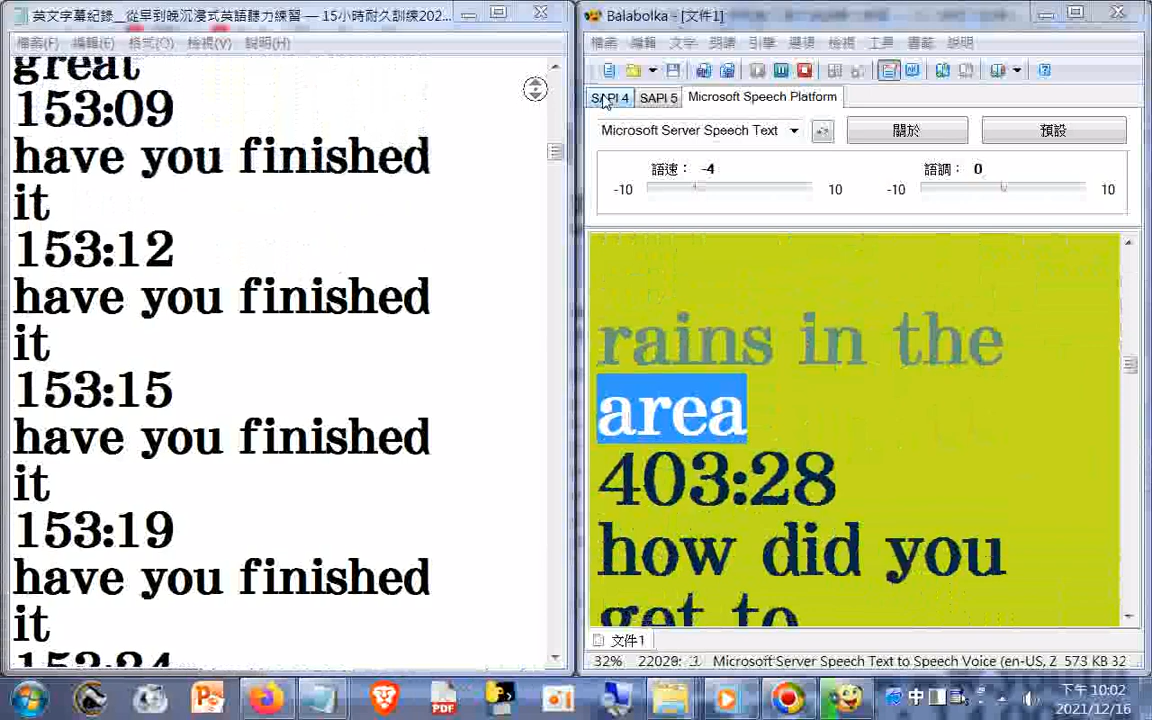 英文字幕紀錄__從早到晚沉浸式英語聽力練習 — 15小時耐久訓練202...
檔案(F) 編輯(E) 格式(O) 檢視(V) 說明(H)
great
153:09
have you finished
it
153:12
have you finished
it
153:15
have you finished
it
153:19
have you finished
it
153:24
Balabolka - [文件1]
檔案 編輯 文字 朗讀 引擎 選項 檢視 工具 書籤 說明
SAPI 4 SAPI 5 Microsoft Speech Platform
Microsoft Server Speech Text 關於 預設
語速： -4 語調： 0
-10 10 -10 10
rains in the
area
403:28
how did you
get to
文件1
32% 22029: Microsoft Server Speech Text to Speech Voice (en-US, Z 573 KB 32
中
下午 10:02
2021/12/16